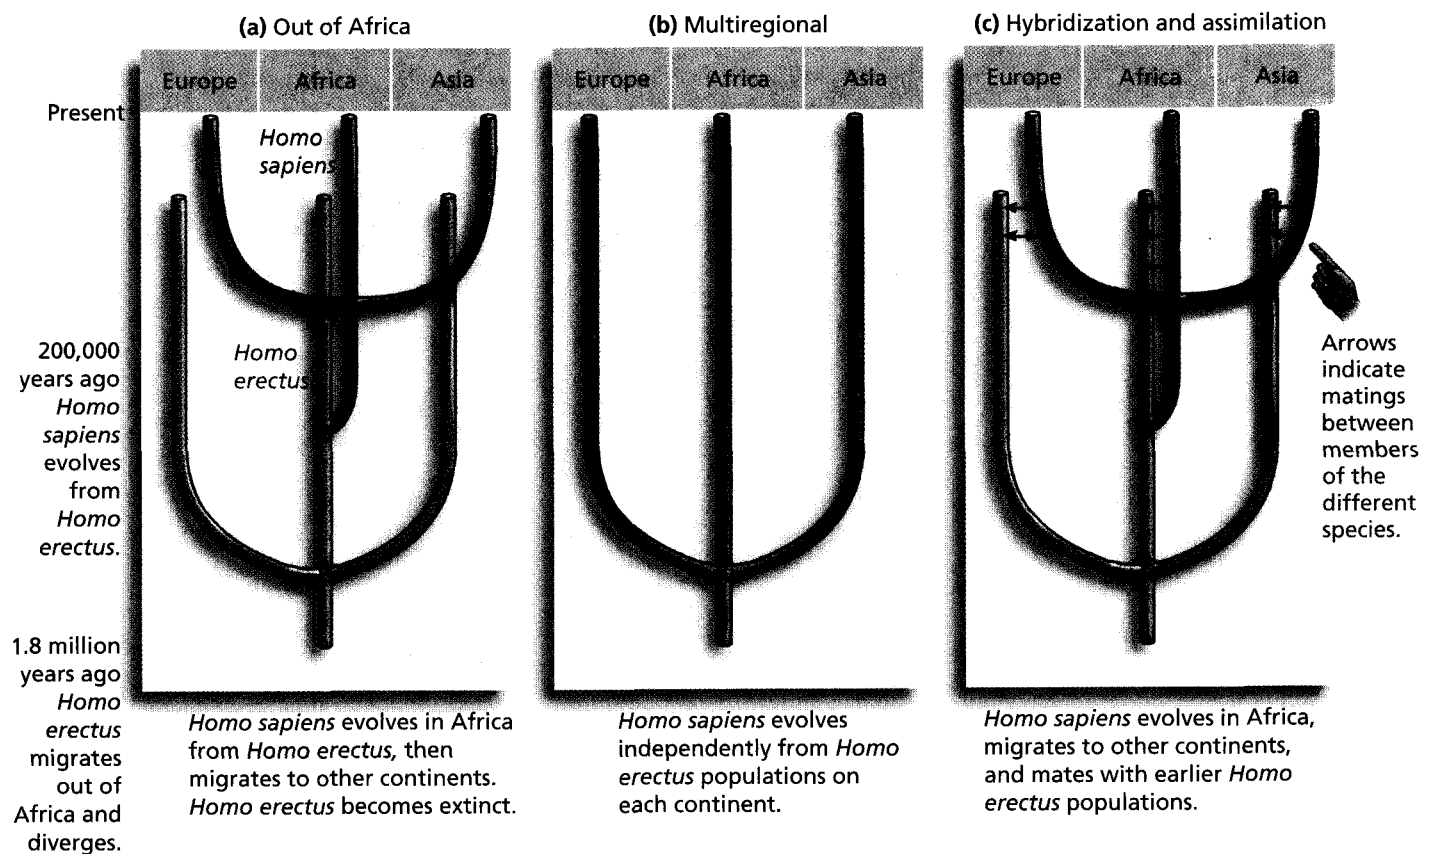 (a) Out of Africa
Europe
Africa
Asia
Present
Homo
sapiens
Homo
erectus
200,000
years ago
Homo
sapiens
evolves
from
Homo
erectus.
1.8 million
years ago
Homo
erectus
migrates
out of
Africa and
diverges.
Homo sapiens evolves in Africa
from Homo erectus, then
migrates to other continents.
Homo erectus becomes extinct.
(b) Multiregional
Europe
Africa
Asia
Homo sapiens evolves
independently from Homo
erectus populations on
each continent.
(c) Hybridization and assimilation
Europe
Africa
Asia
Arrows
indicate
matings
between
members
of the
different
species.
Homo sapiens evolves in Africa,
migrates to other continents,
and mates with earlier Homo
erectus populations.